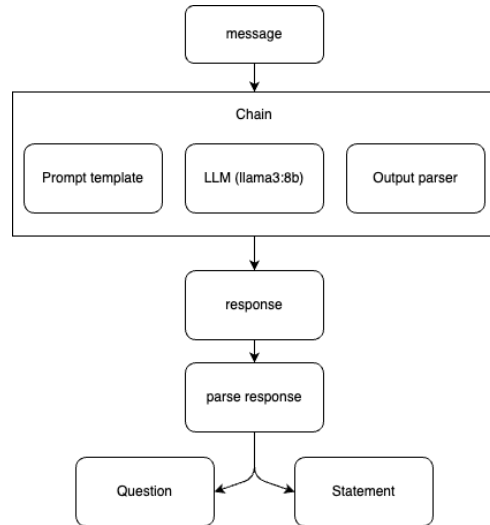 message
Chain
Prompt template
LLM (llama3:8b)
Output parser
response
parse response
Question
Statement